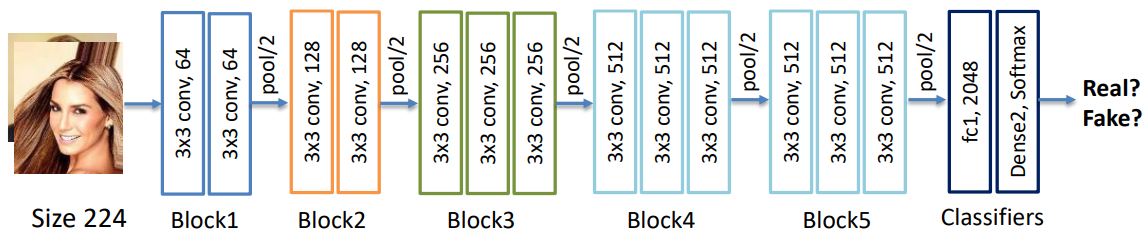 3x3 conv, 64
3x3 conv, 64
pool/2
3x3 conv, 128
3x3 conv, 128
pool/2
3x3 conv, 256
3x3 conv, 256
3x3 conv, 256
pool/2
3x3 conv, 512
3x3 conv, 512
3x3 conv, 512
pool/2
3x3 conv, 512
3x3 conv, 512
3x3 conv, 512
pool/2
fc1, 2048
Dense2, Softmax
Real?
Fake?
Size 224
Block1
Block2
Block3
Block4
Block5
Classifiers